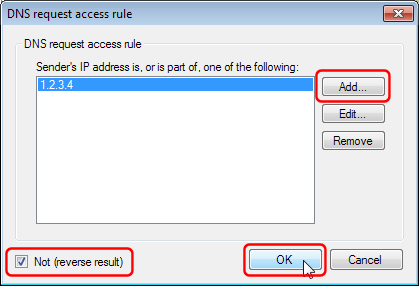 DNS request access rule
DNS request access rule
Sender's IP address is, or is part of, one of the following:
1.2.3.4
Add...
Edit...
Remove
Not (reverse result)
OK
Cancel